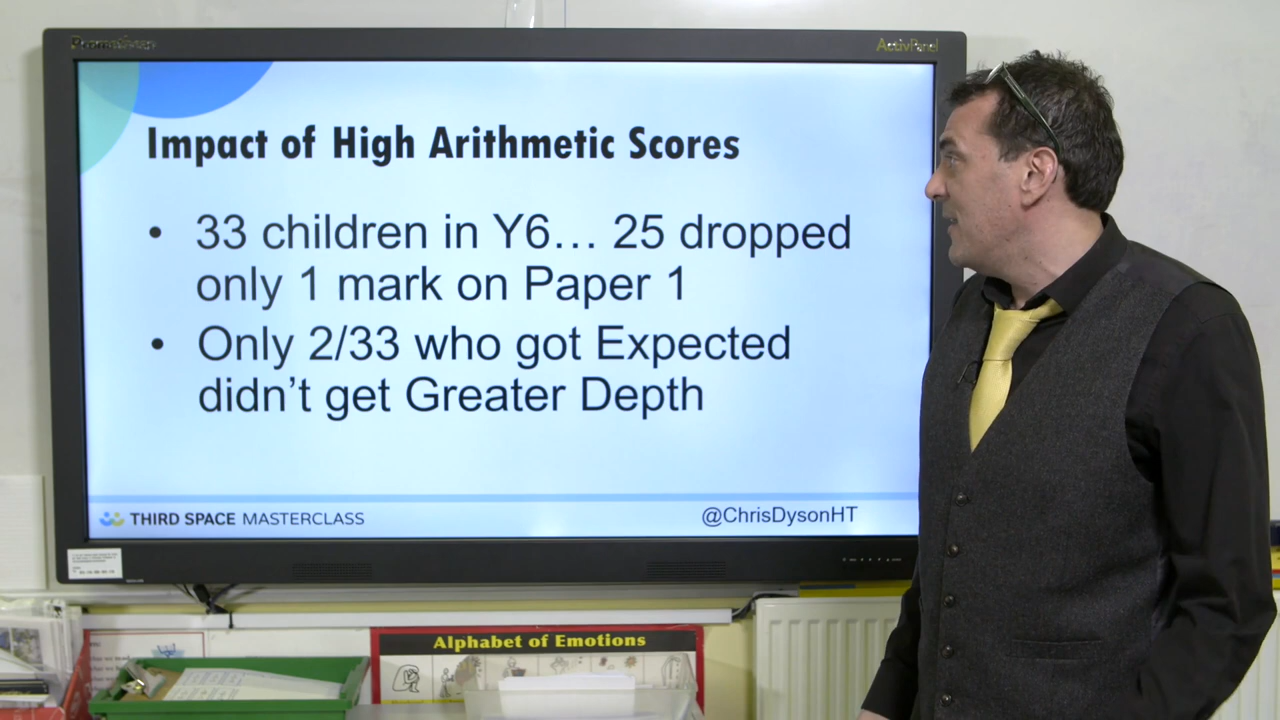 PrometHean
ActivPanel
Impact of High Arithmetic Scores
• 33 children in Y6… 25 dropped
only 1 mark on Paper 1
• Only 2/33 who got Expected
didn’t get Greater Depth
THIRD SPACE MASTERCLASS
@ChrisDysonHT
Alphabet of Emotions